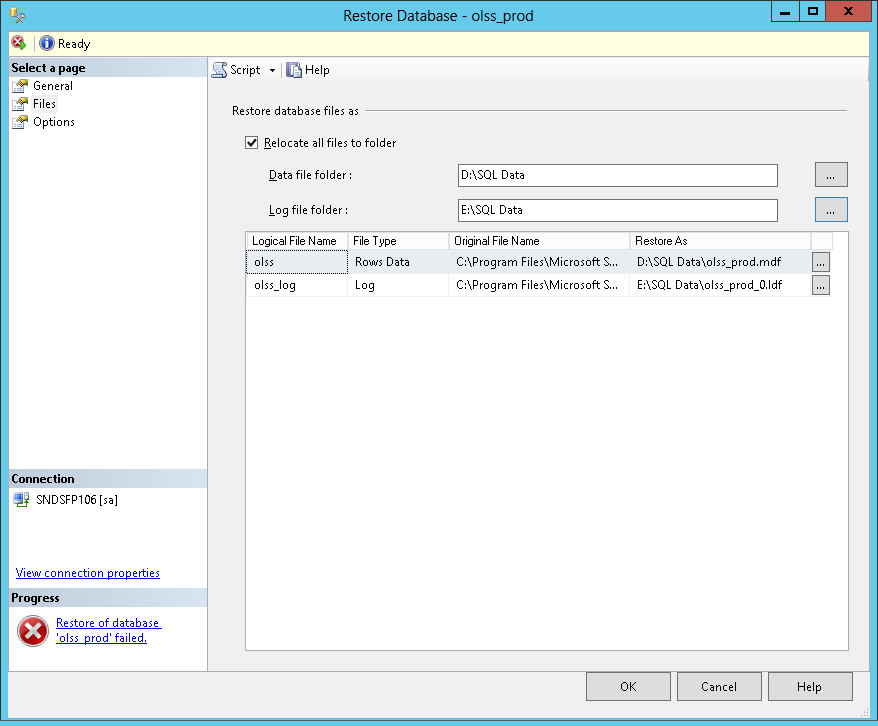 Restore Database - olss_prod
Ready
Select a page
General
Files
Options
Script
Help
Restore database files as
Relocate all files to folder
Data file folder :
D:\SQL Data
...
Log file folder :
E:\SQL Data
...
Logical File Name File Type Original File Name Restore As
olss Rows Data C:\Program Files\Microsoft S... D:\SQL Data\olss_prod.mdf ...
olss_log Log C:\Program Files\Microsoft S... E:\SQL Data\olss_prod_0.ldf ...
Connection
SNDSFP106 [sa]
View connection properties
Progress
Restore of database
'olss_prod' failed.
OK
Cancel
Help